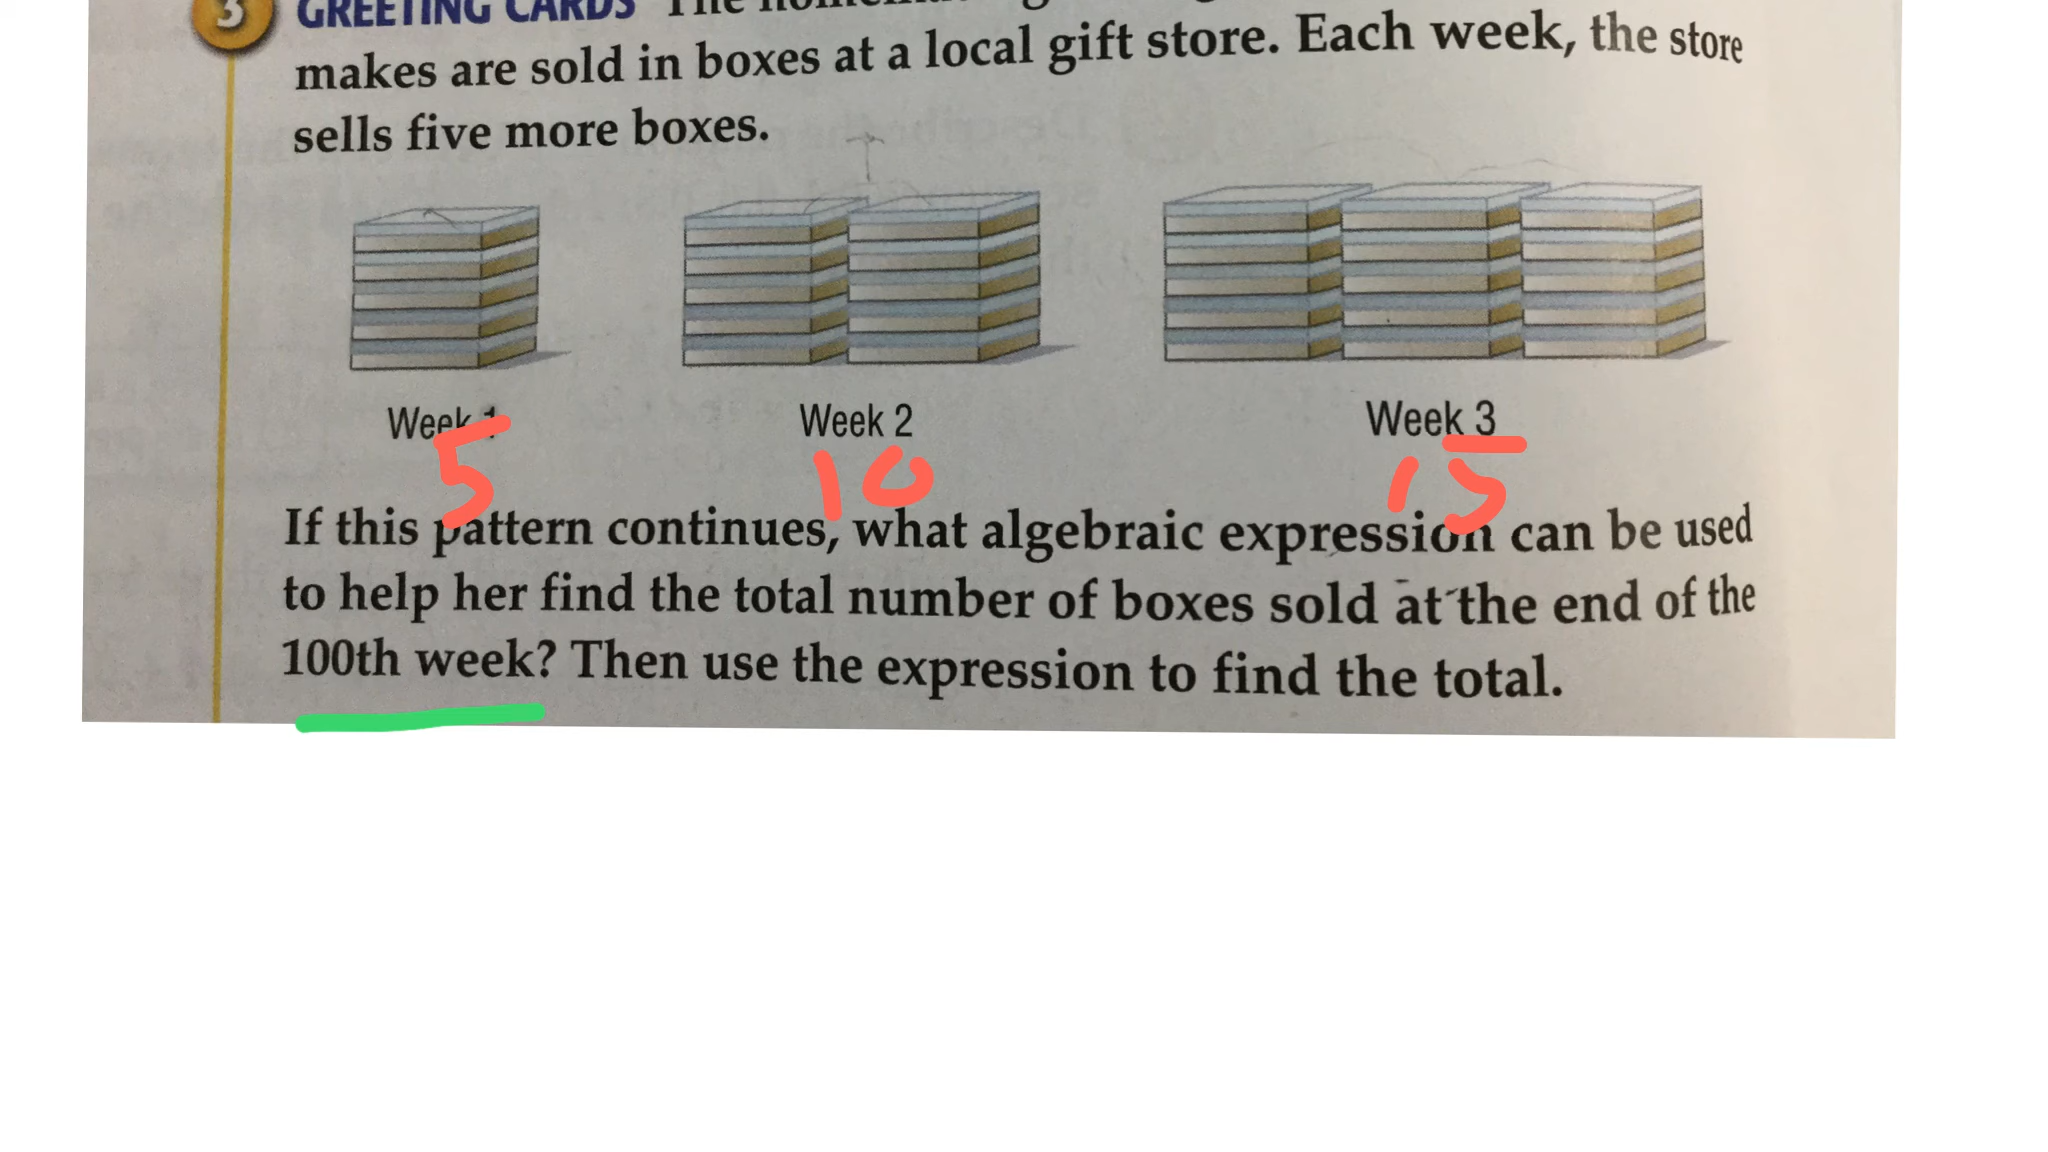 3 GREETING CARDS The
makes are sold in boxes at a local gift store. Each week, the store
sells five more boxes.
Week 1 Week 2 Week 3
5 10 15
If this pattern continues, what algebraic expression can be used
to help her find the total number of boxes sold at the end of the
100th week? Then use the expression to find the total.